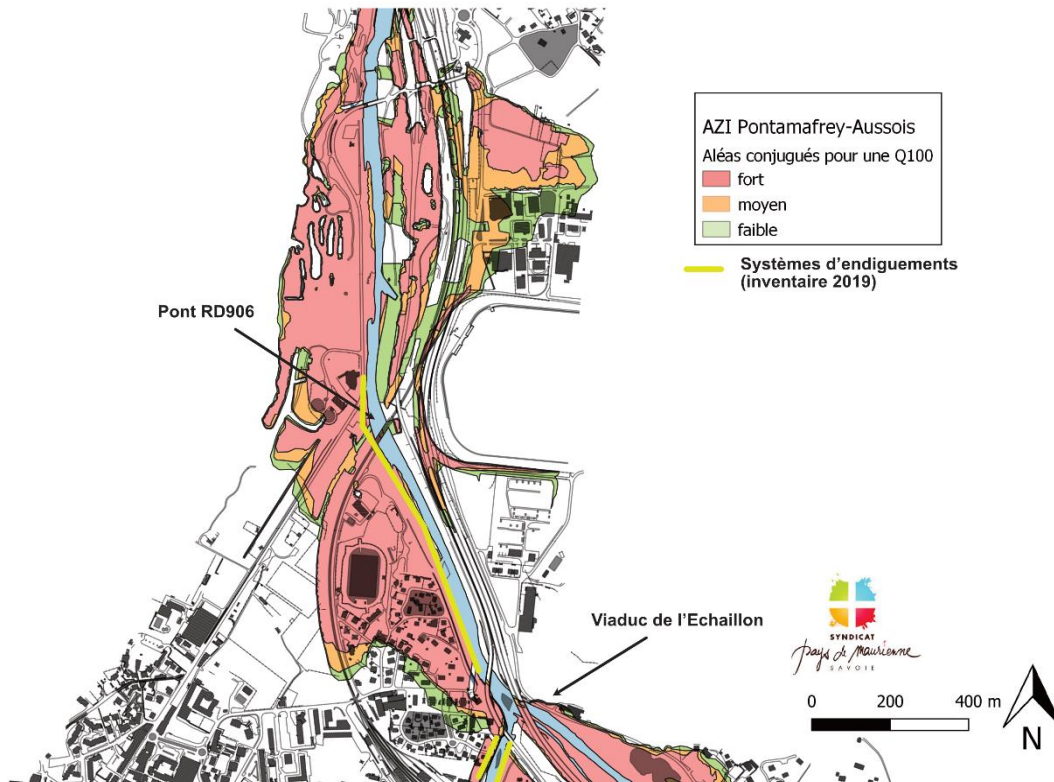 AZI Pontamafrey-Aussois
Aléas conjugués pour une Q100
fort
moyen
faible
Systèmes d'endiguements
(inventaire 2019)
Pont RD906
Viaduc de l'Echaillon
SYNDICAT
pays de Maurienne
SAVOIE
0 200 400 m
N